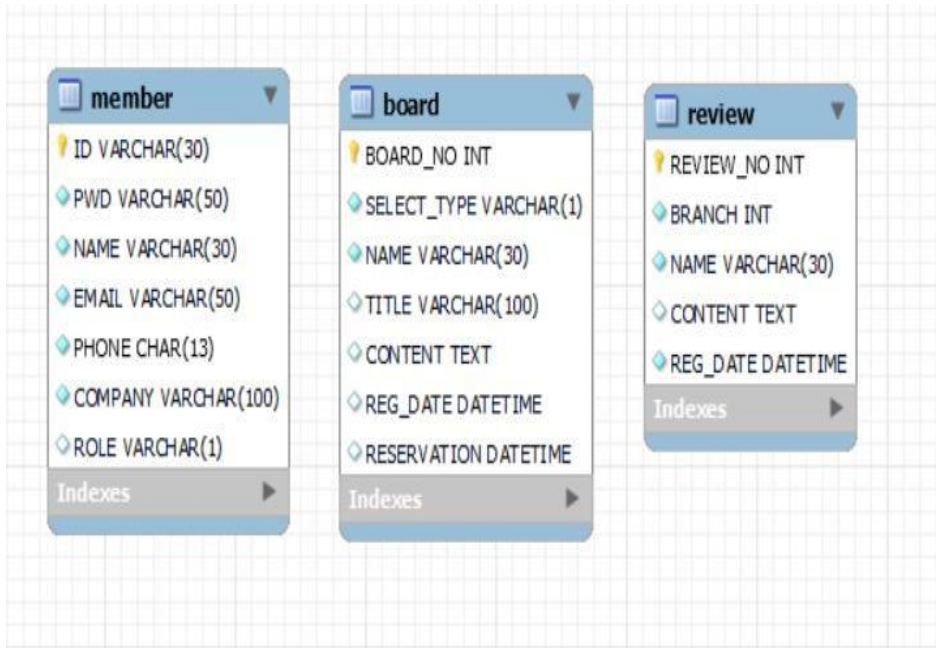 member
ID VARCHAR(30)
PWD VARCHAR(50)
NAME VARCHAR(30)
EMAIL VARCHAR(50)
PHONE CHAR(13)
COMPANY VARCHAR(100)
ROLE VARCHAR(1)
Indexes
board
BOARD_NO INT
SELECT_TYPE VARCHAR(1)
NAME VARCHAR(30)
TITLE VARCHAR(100)
CONTENT TEXT
REG_DATE DATETIME
RESERVATION DATETIME
Indexes
review
REVIEW_NO INT
BRANCH INT
NAME VARCHAR(30)
CONTENT TEXT
REG_DATE DATETIME
Indexes